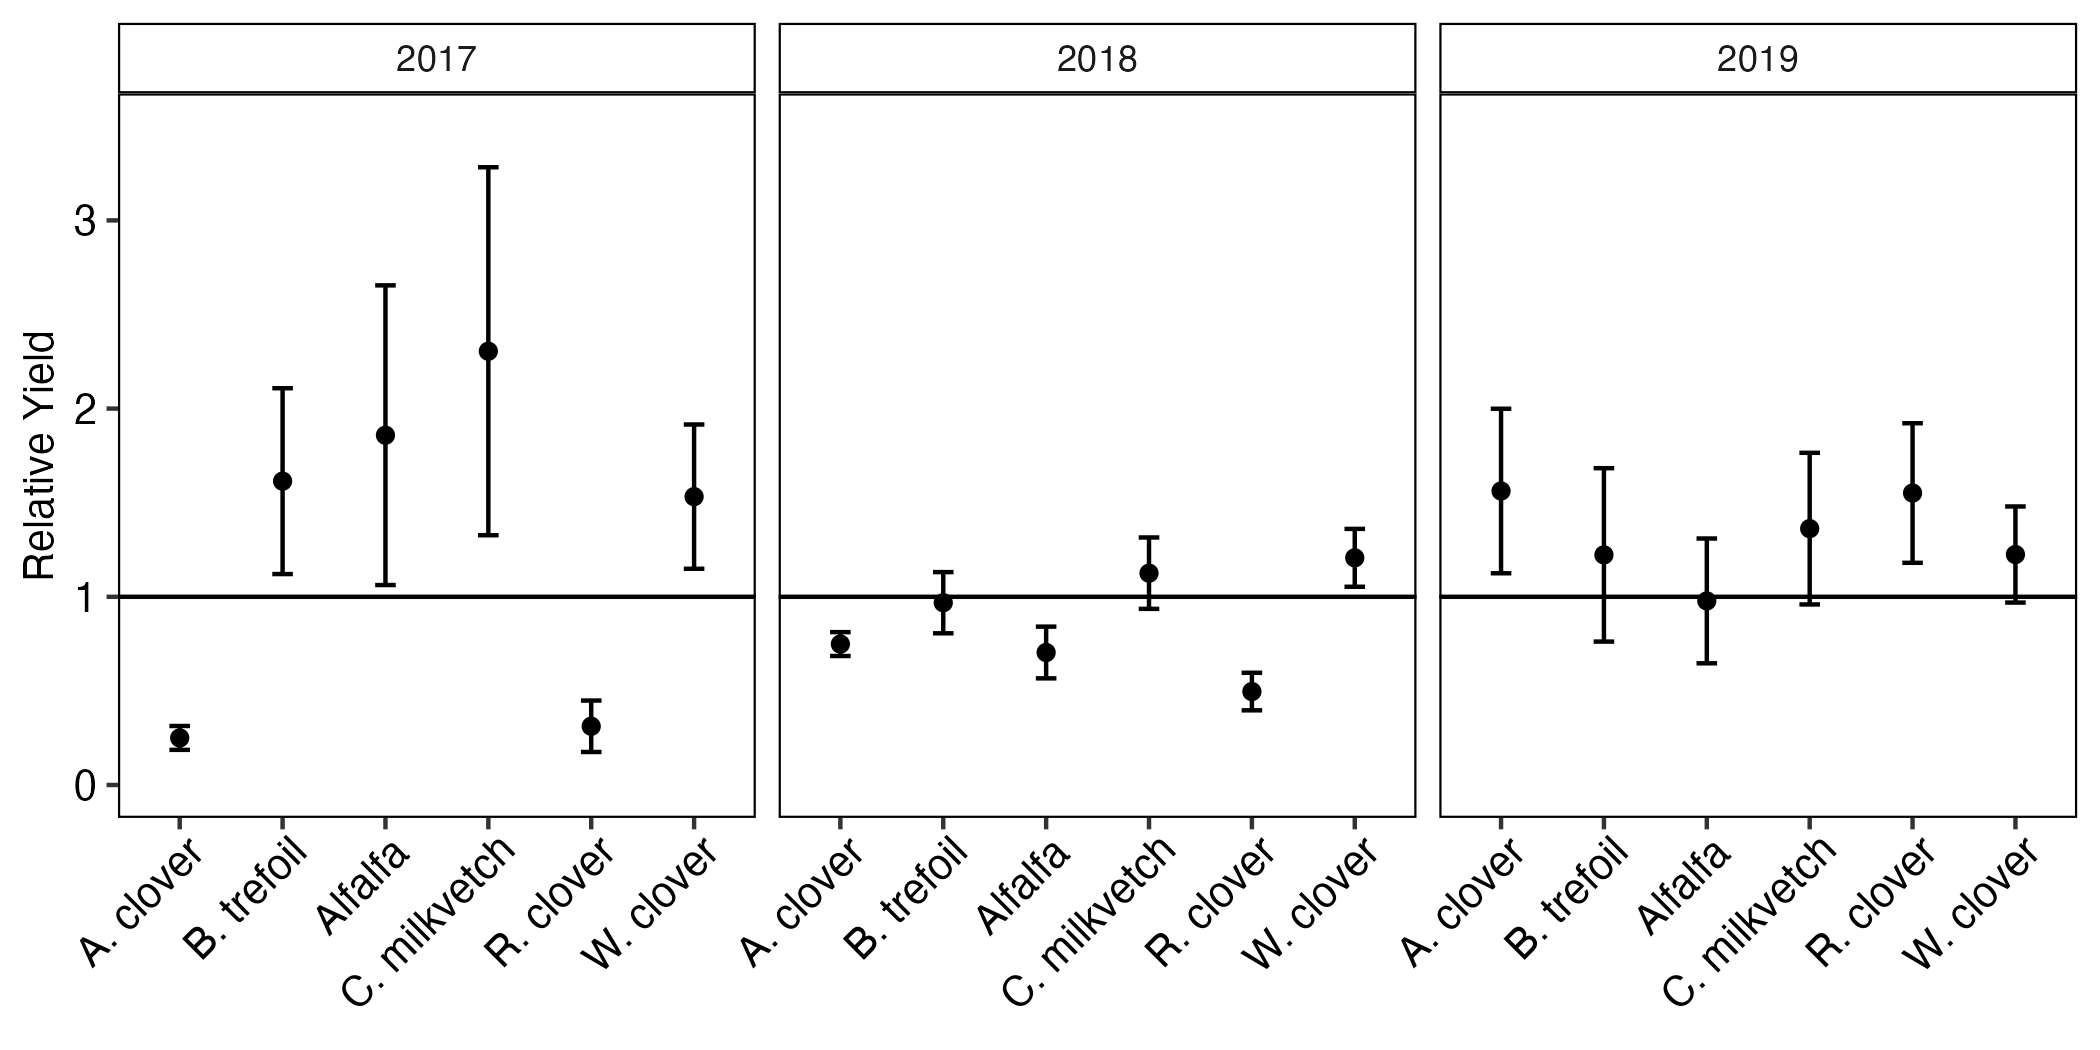 2017
2018
2019
Relative Yield
3
2
1
0
A. clover
B. trefoil
Alfalfa
C. milkvetch
R. clover
W. clover
A. clover
B. trefoil
Alfalfa
C. milkvetch
R. clover
W. clover
A. clover
B. trefoil
Alfalfa
C. milkvetch
R. clover
W. clover